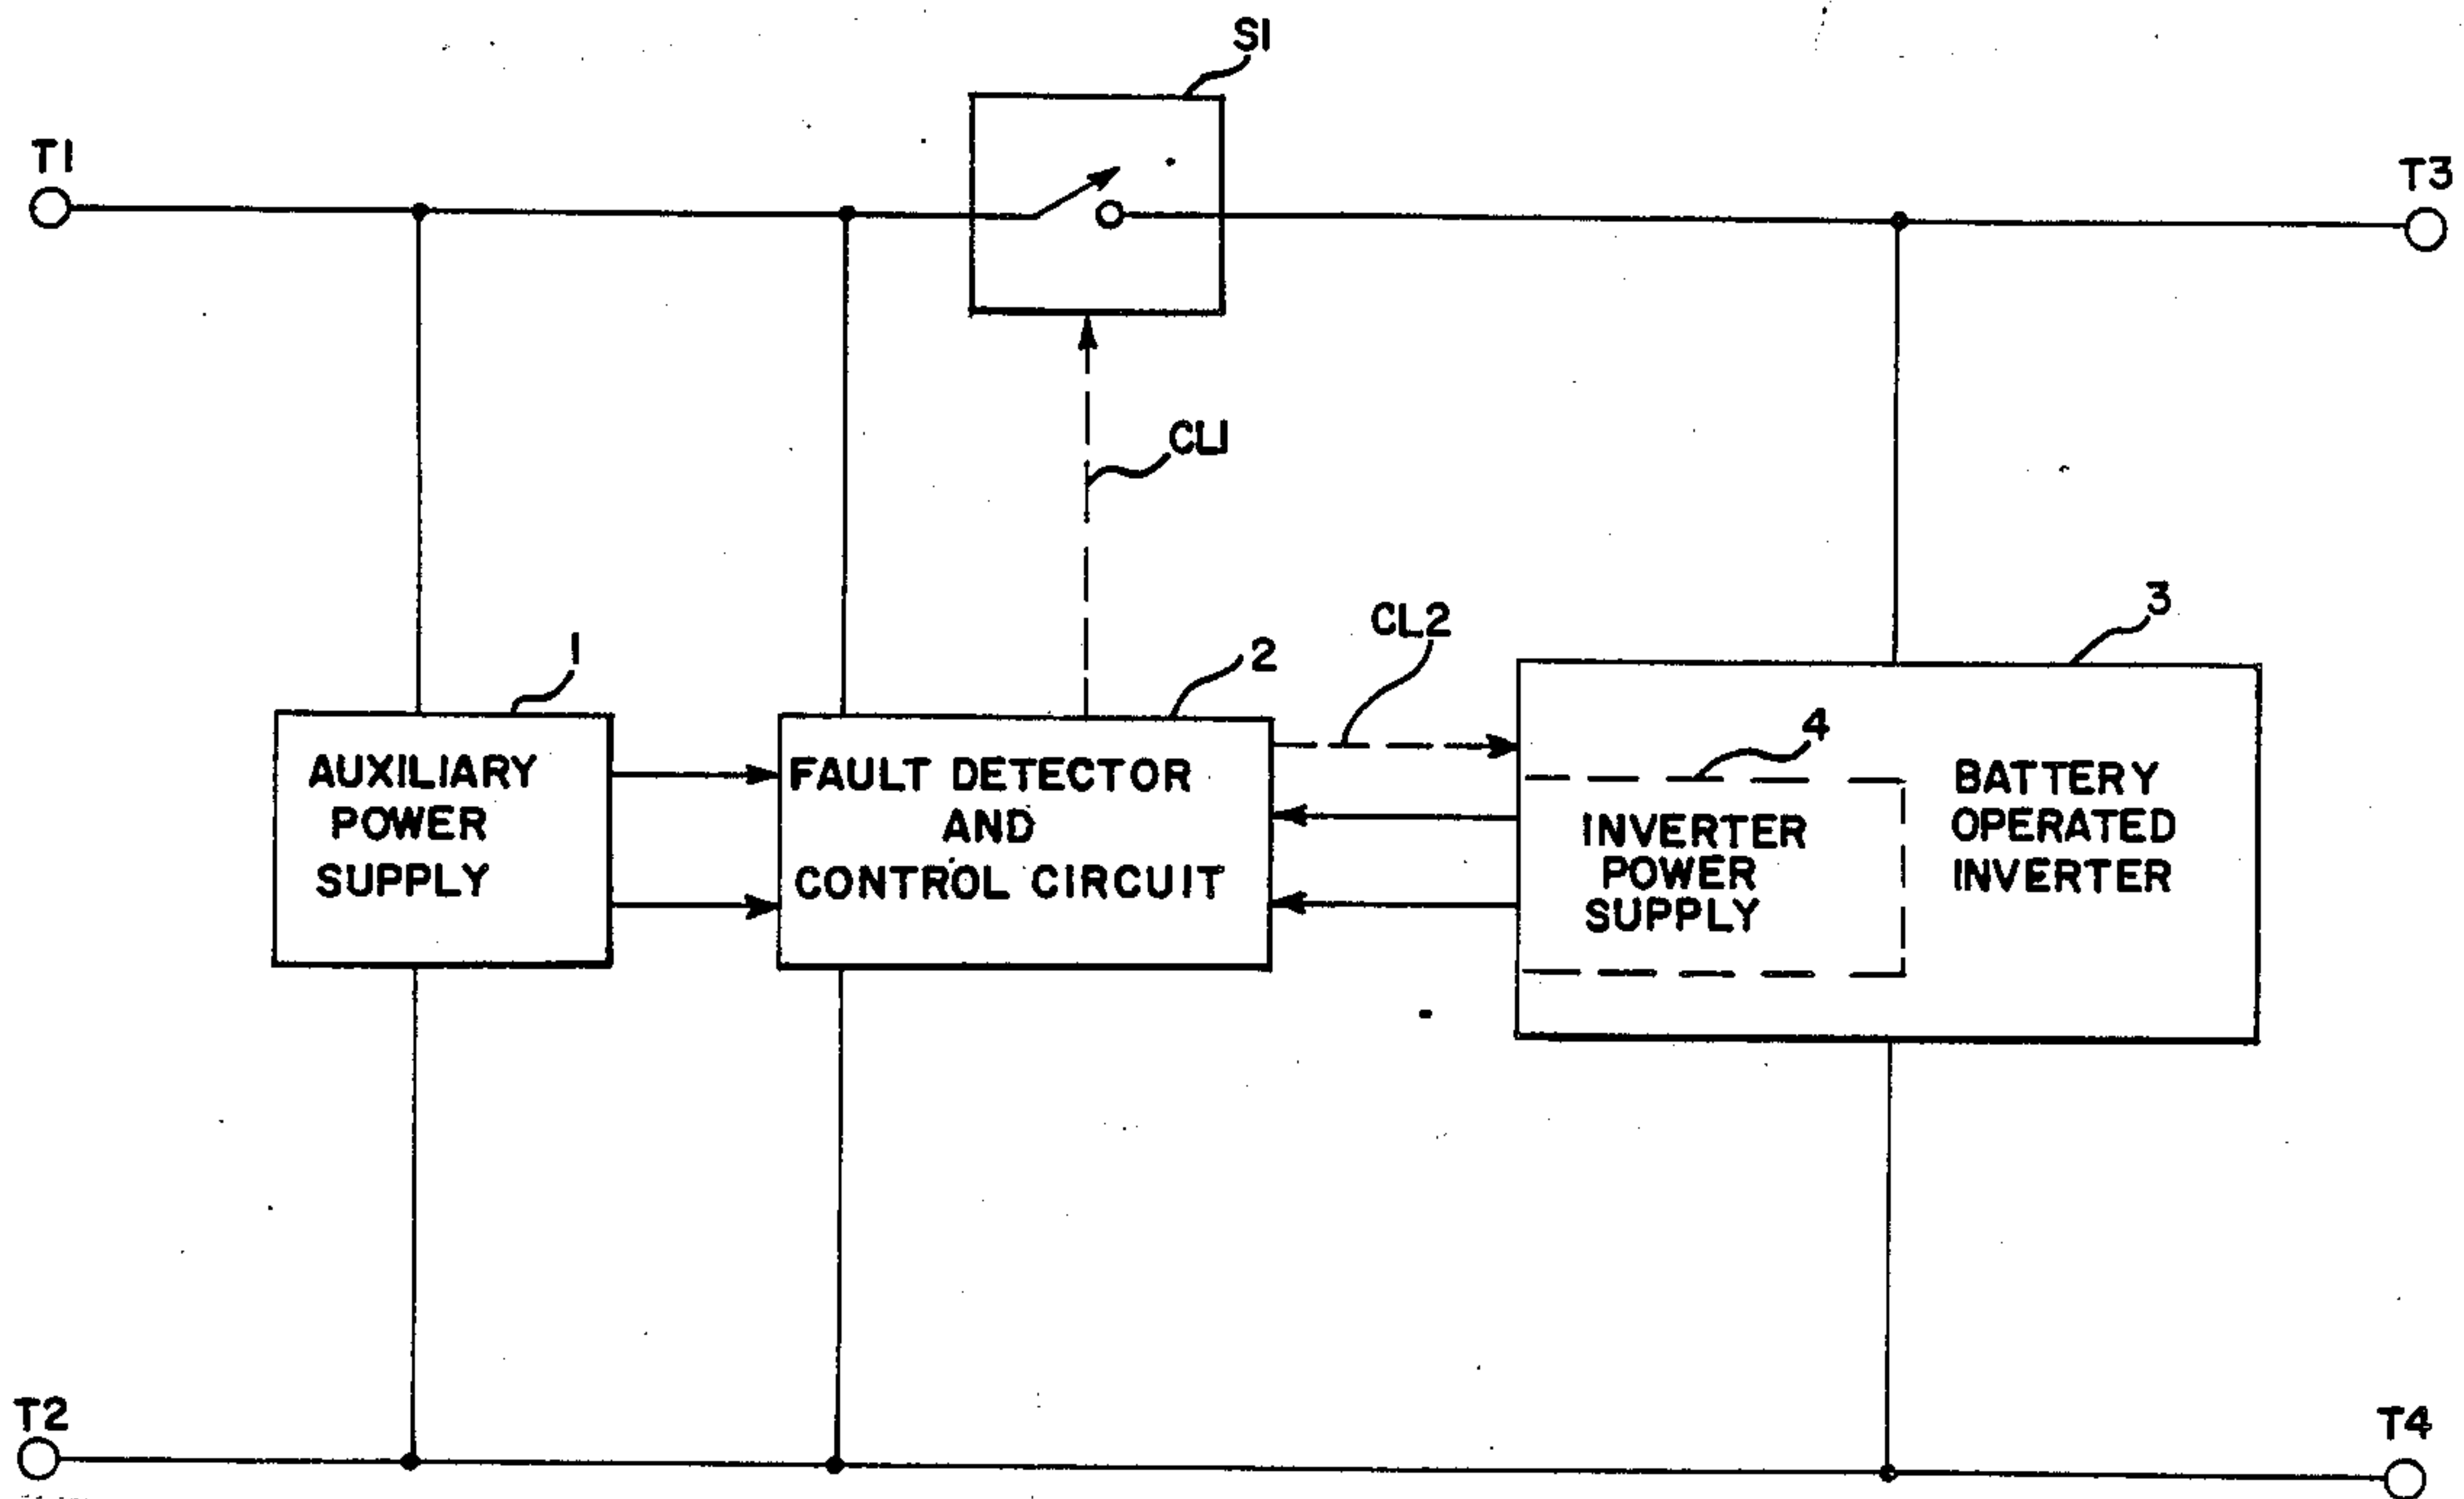 S1
T1
T3
CL1
CL2
3
1
2
4
AUXILIARY
POWER
SUPPLY
FAULT DETECTOR
AND
CONTROL CIRCUIT
INVERTER
POWER
SUPPLY
BATTERY
OPERATED
INVERTER
T2
T4